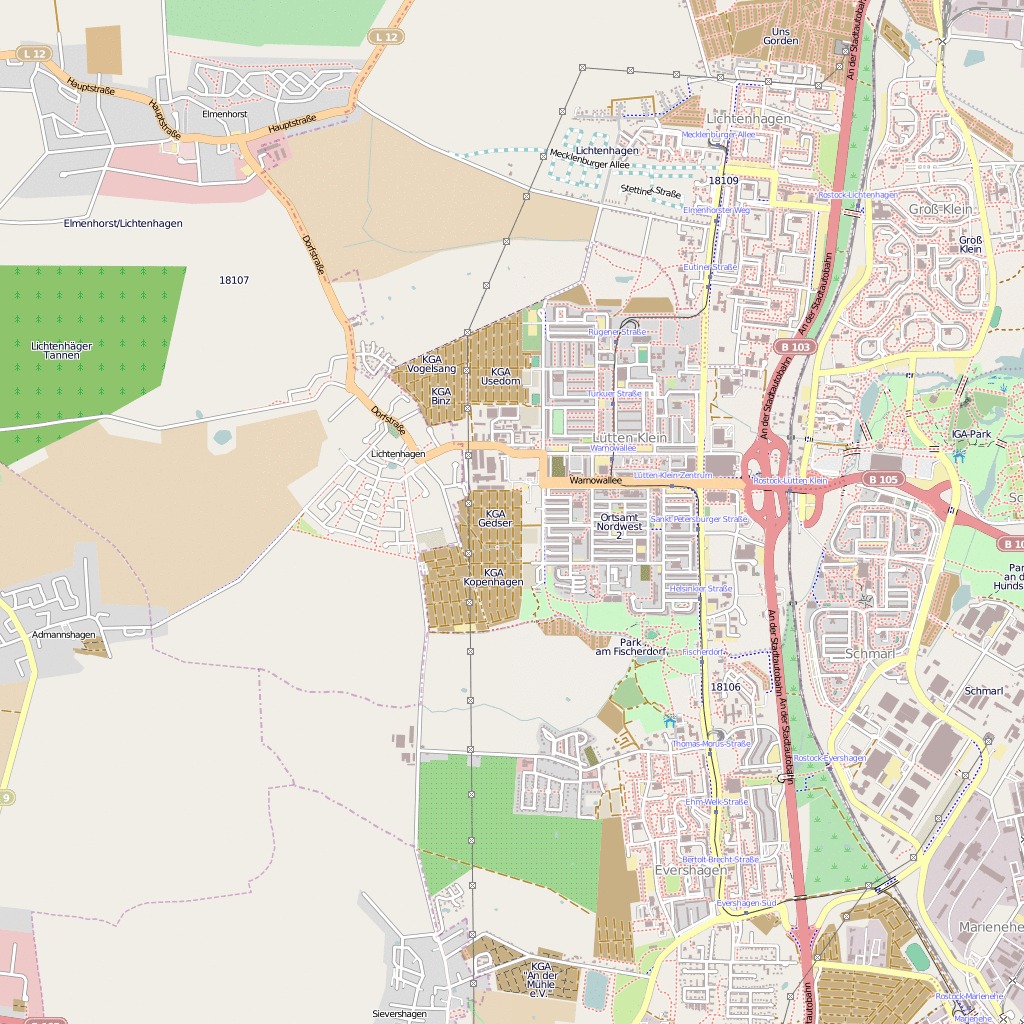 Uns
Gorden
L 12
L 12
Hauptstraße
Hauptstraße
Elmenhorst
Hauptstraße
An der Stadtautobahn
Lichtenhagen
Mecklenburger Allee
Lichtenhagen
Mecklenburger Allee
18109
Rostock-Lichtenhagen
Groß Klein
Elmenhorster Weg
Elmenhorst/Lichtenhagen
Dorfstraße
Groß
Klein
Eutiner Straße
An der Stadtautobahn
18107
Rügener Straße
B 103
Lichtenhäger
Tannen
KGA
Vogelsang
KGA
Usedom
KGA
Binz
Turkuer Straße
An der Stadtautobahn
Dorfstraße
Lütten Klein
Warnowallee
IGA-Park
Lichtenhagen
Warnowallee
Lütten Klein-Zentrum
Rostock-Lütten Klein
B 105
KGA
Gedser
Ortsamt
Nordwest
2
Sankt Petersburger Straße
KGA
Kopenhagen
Helsinkier Straße
Admannshagen
Park
am Fischerdorf
Fischerdorf
An der Stadtautobahn
An der Stadtautobahn
Schmarl
Schmarl
18106
Thomas-Morus-Straße
Rostock-Evershagen
9
Ehm-Welk-Straße
Bertolt-Brecht-Straße
Evershagen
Evershagen Süd
Marienehe
KGA
"An der
Mühle
e.V."
Sievershagen
Rostock-Marienehe
Marienehe